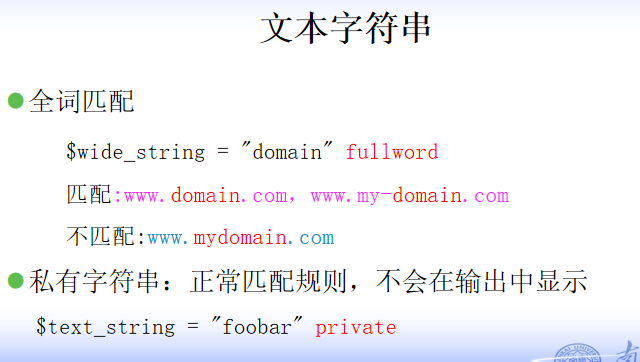 文本字符串
全词匹配
$wide_string = "domain" fullword
匹配:www.domain.com, www.my-domain.com
不匹配:www.mydomain.com
私有字符串: 正常匹配规则，不会在输出中显示
$text_string = "foobar" private